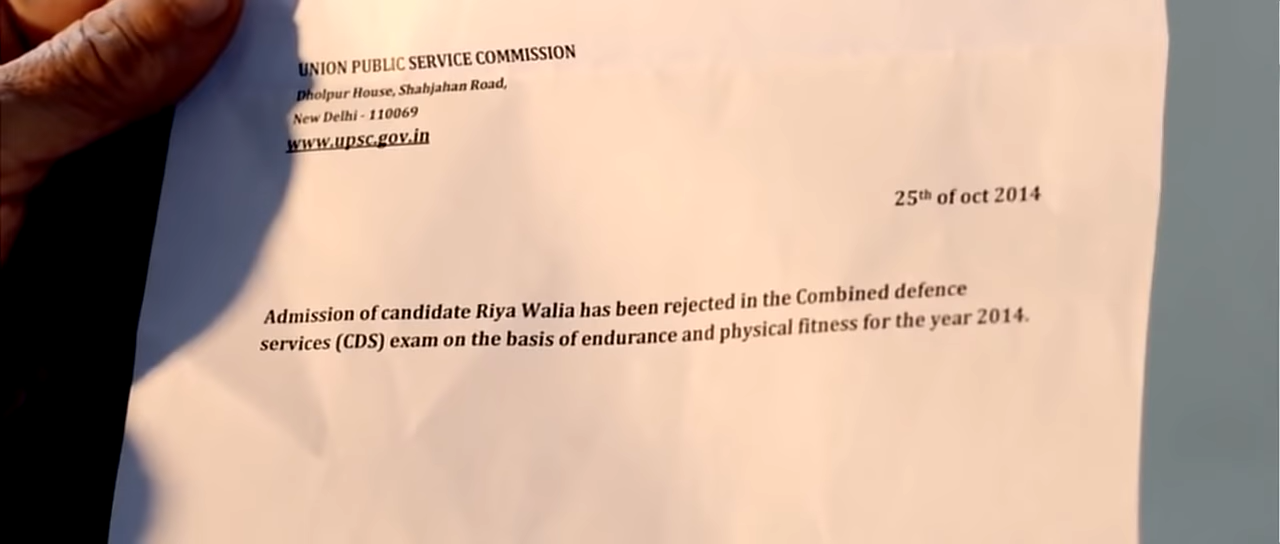 UNION PUBLIC SERVICE COMMISSION
Dholpur House, Shahjahan Road,
New Delhi - 110069
www.upsc.gov.in
25th of oct 2014
Admission of candidate Riya Walia has been rejected in the Combined defence
services (CDS) exam on the basis of endurance and physical fitness for the year 2014.